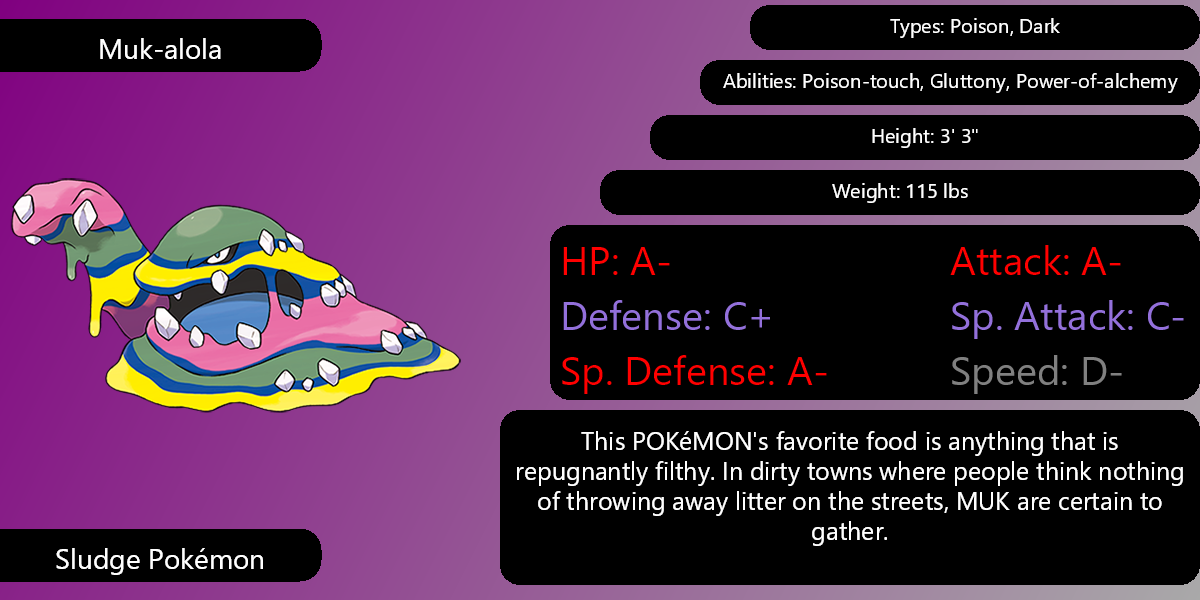 Muk-alola
Types: Poison, Dark
Abilities: Poison-touch, Gluttony, Power-of-alchemy
Height: 3' 3"
Weight: 115 lbs
HP: A-
Attack: A-
Defense: C+
Sp. Attack: C-
Sp. Defense: A-
Speed: D-
This POKéMON's favorite food is anything that is
repugnantly filthy. In dirty towns where people think nothing
of throwing away litter on the streets, MUK are certain to
gather.
Sludge Pokémon